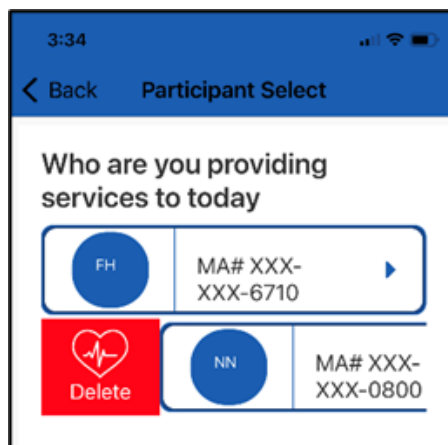 3:34
Back Participant Select
Who are you providing
services to today
FH
MA# XXX-
XXX-6710
Delete
NN
MA# XXX-
XXX-0800